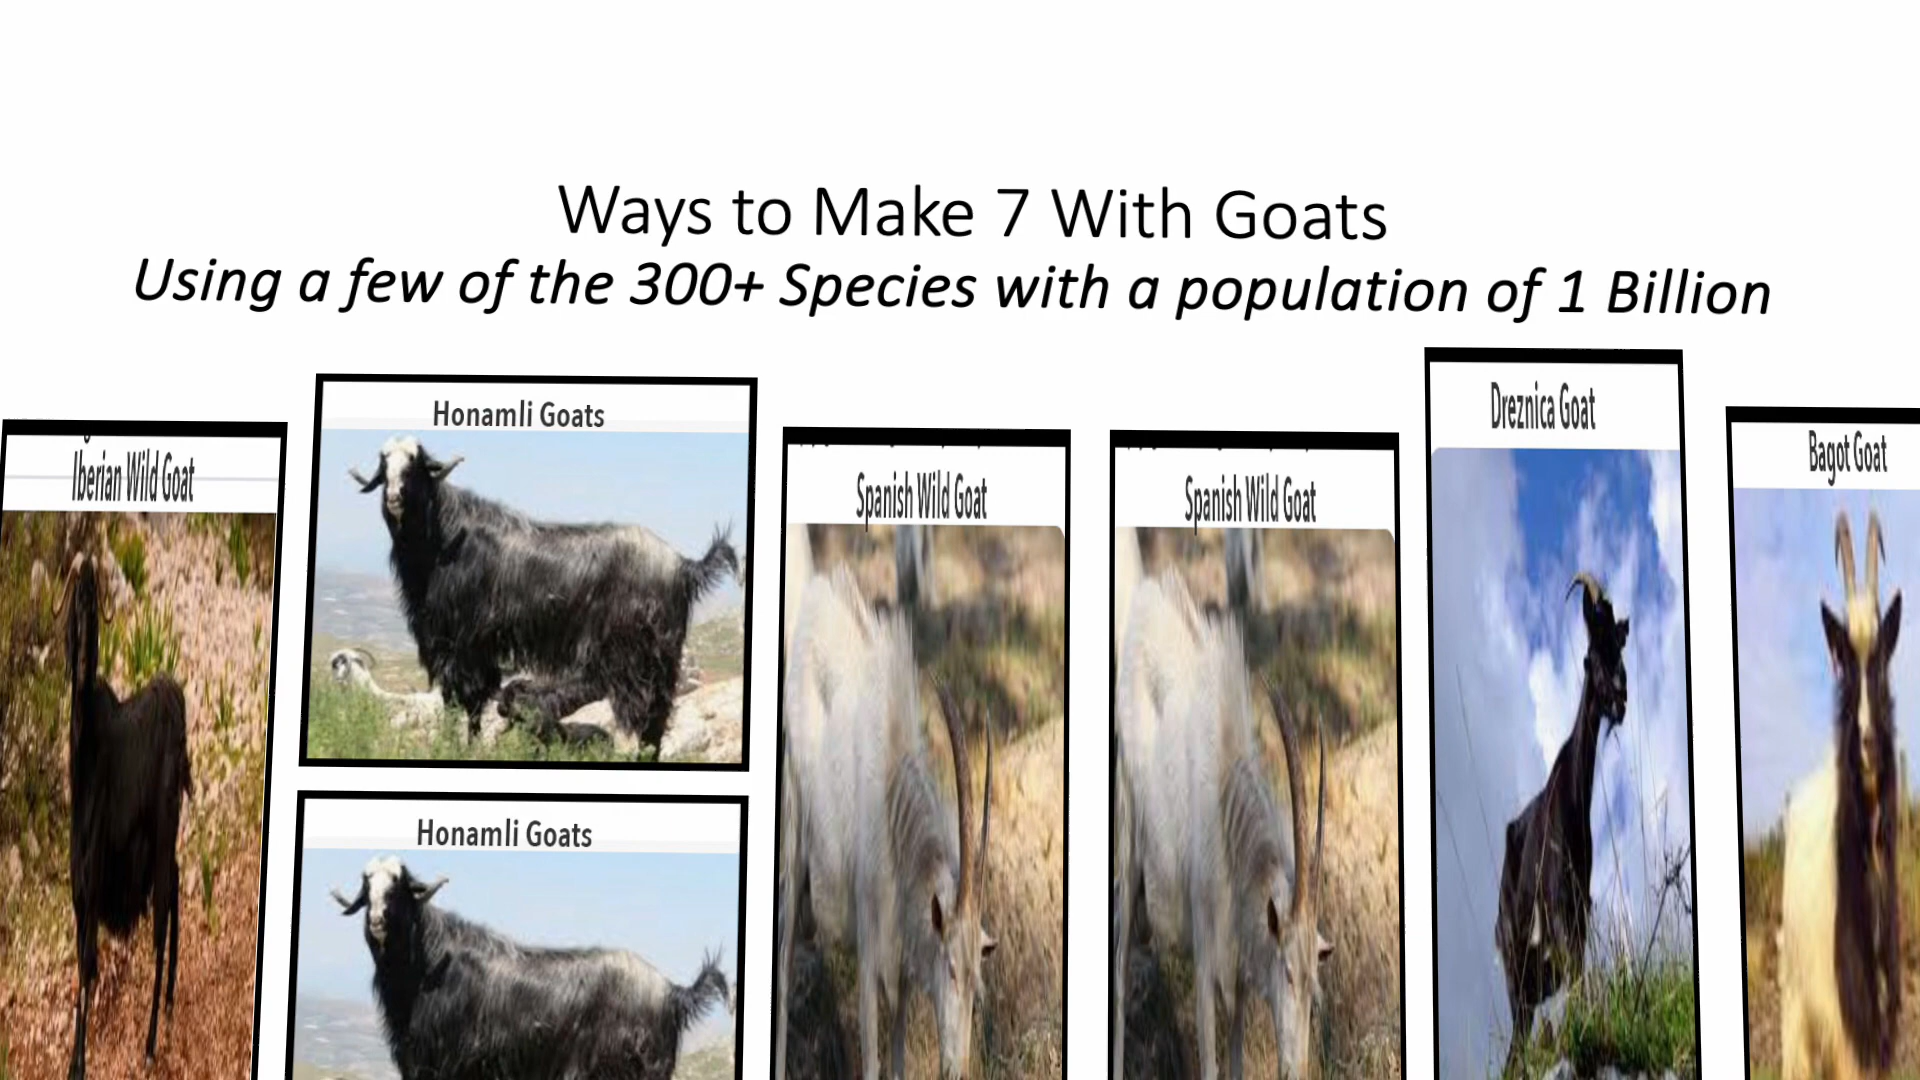 Ways to Make 7 With Goats
Using a few of the 300+ Species with a population of 1 Billion
Iberian Wild Goat
Honamli Goats
Spanish Wild Goat
Spanish Wild Goat
Dreznica Goat
Bagot Goat
Honamli Goats